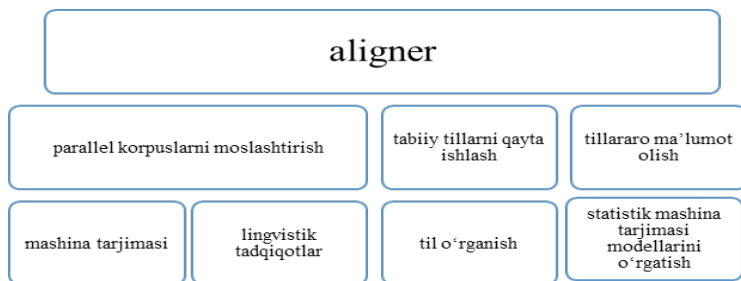 aligner
parallel korpuslarni moslashtirish
tabiiy tillarni qayta
ishlash
tillararo ma’lumot
olish
mashina tarjimasi
lingvistik
tadqiqotlar
til o‘rganish
statistik mashina
tarjimasi
modellarini
o‘rgatish